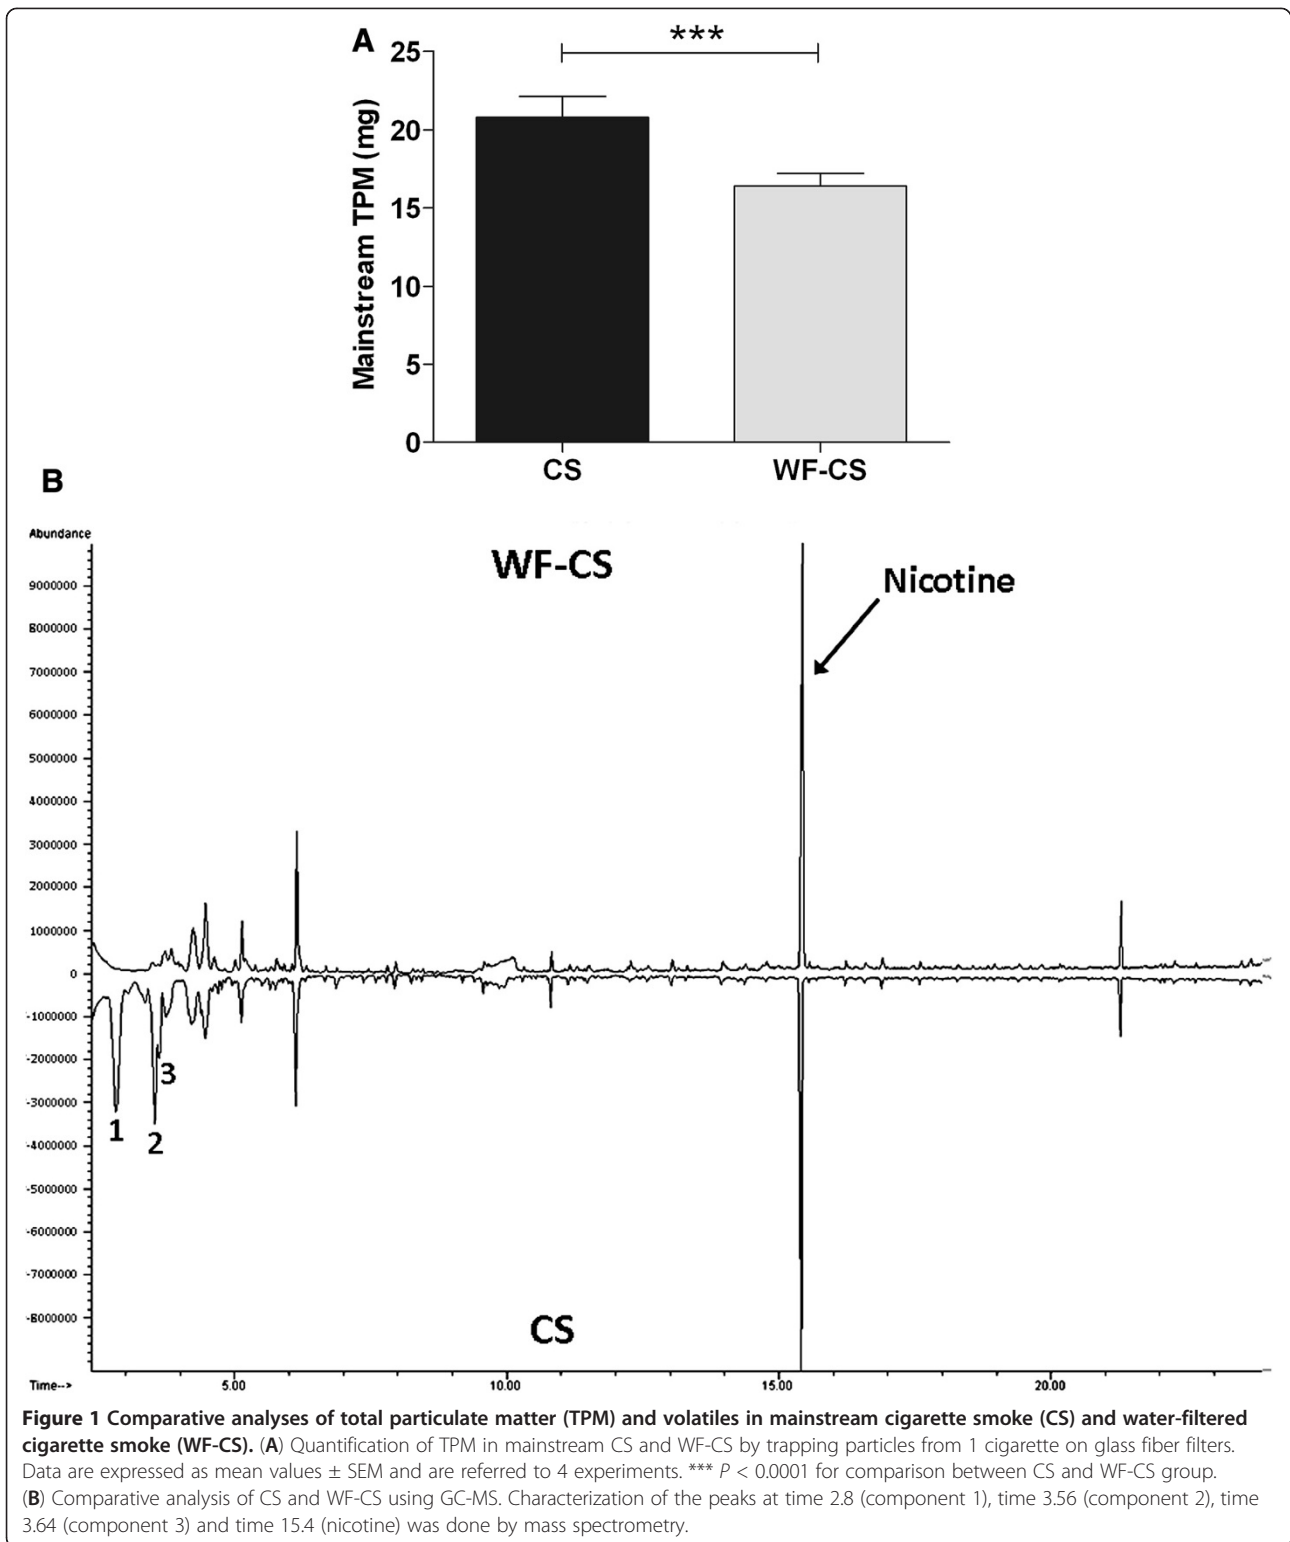 A
***
Mainstream TPM (mg)
25
20
15
10
5
0
CS
WF-CS
B
Abundance
WF-CS
Nicotine
9000000
8000000
7000000
6000000
5000000
4000000
3000000
2000000
1000000
0
-1000000
-2000000
-3000000
-4000000
-5000000
-6000000
-7000000
-8000000
3
1
2
CS
Time-->
5.00
10.00
15.00
20.00
Figure 1 Comparative analyses of total particulate matter (TPM) and volatiles in mainstream cigarette smoke (CS) and water-filtered
cigarette smoke (WF-CS). (A) Quantification of TPM in mainstream CS and WF-CS by trapping particles from 1 cigarette on glass fiber filters.
Data are expressed as mean values ± SEM and are referred to 4 experiments. *** P < 0.0001 for comparison between CS and WF-CS group.
(B) Comparative analysis of CS and WF-CS using GC-MS. Characterization of the peaks at time 2.8 (component 1), time 3.56 (component 2), time
3.64 (component 3) and time 15.4 (nicotine) was done by mass spectrometry.